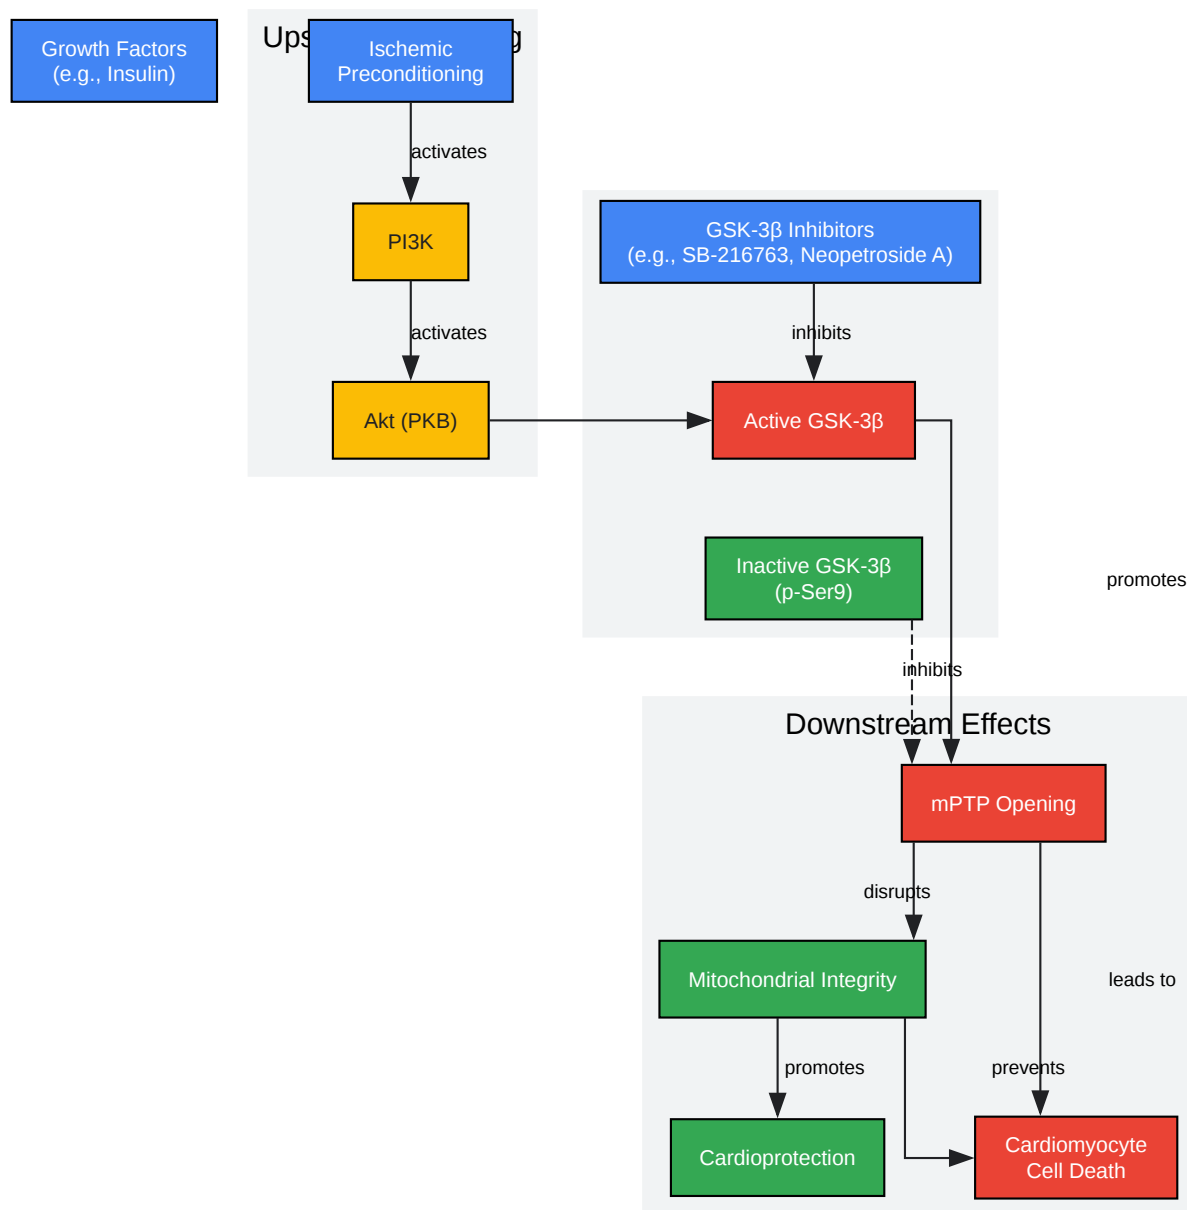 Growth Factors
(e.g., Insulin)
Ischemic
Preconditioning
activates
PI3K
activates
Akt (PKB)
GSK-3β Inhibitors
(e.g., SB-216763, Neopetroside A)
inhibits
Active GSK-3β
Inactive GSK-3β
(p-Ser9)
promotes
inhibits
Downstream Effects
mPTP Opening
disrupts
Mitochondrial Integrity
leads to
promotes
prevents
Cardioprotection
Cardiomyocyte
Cell Death